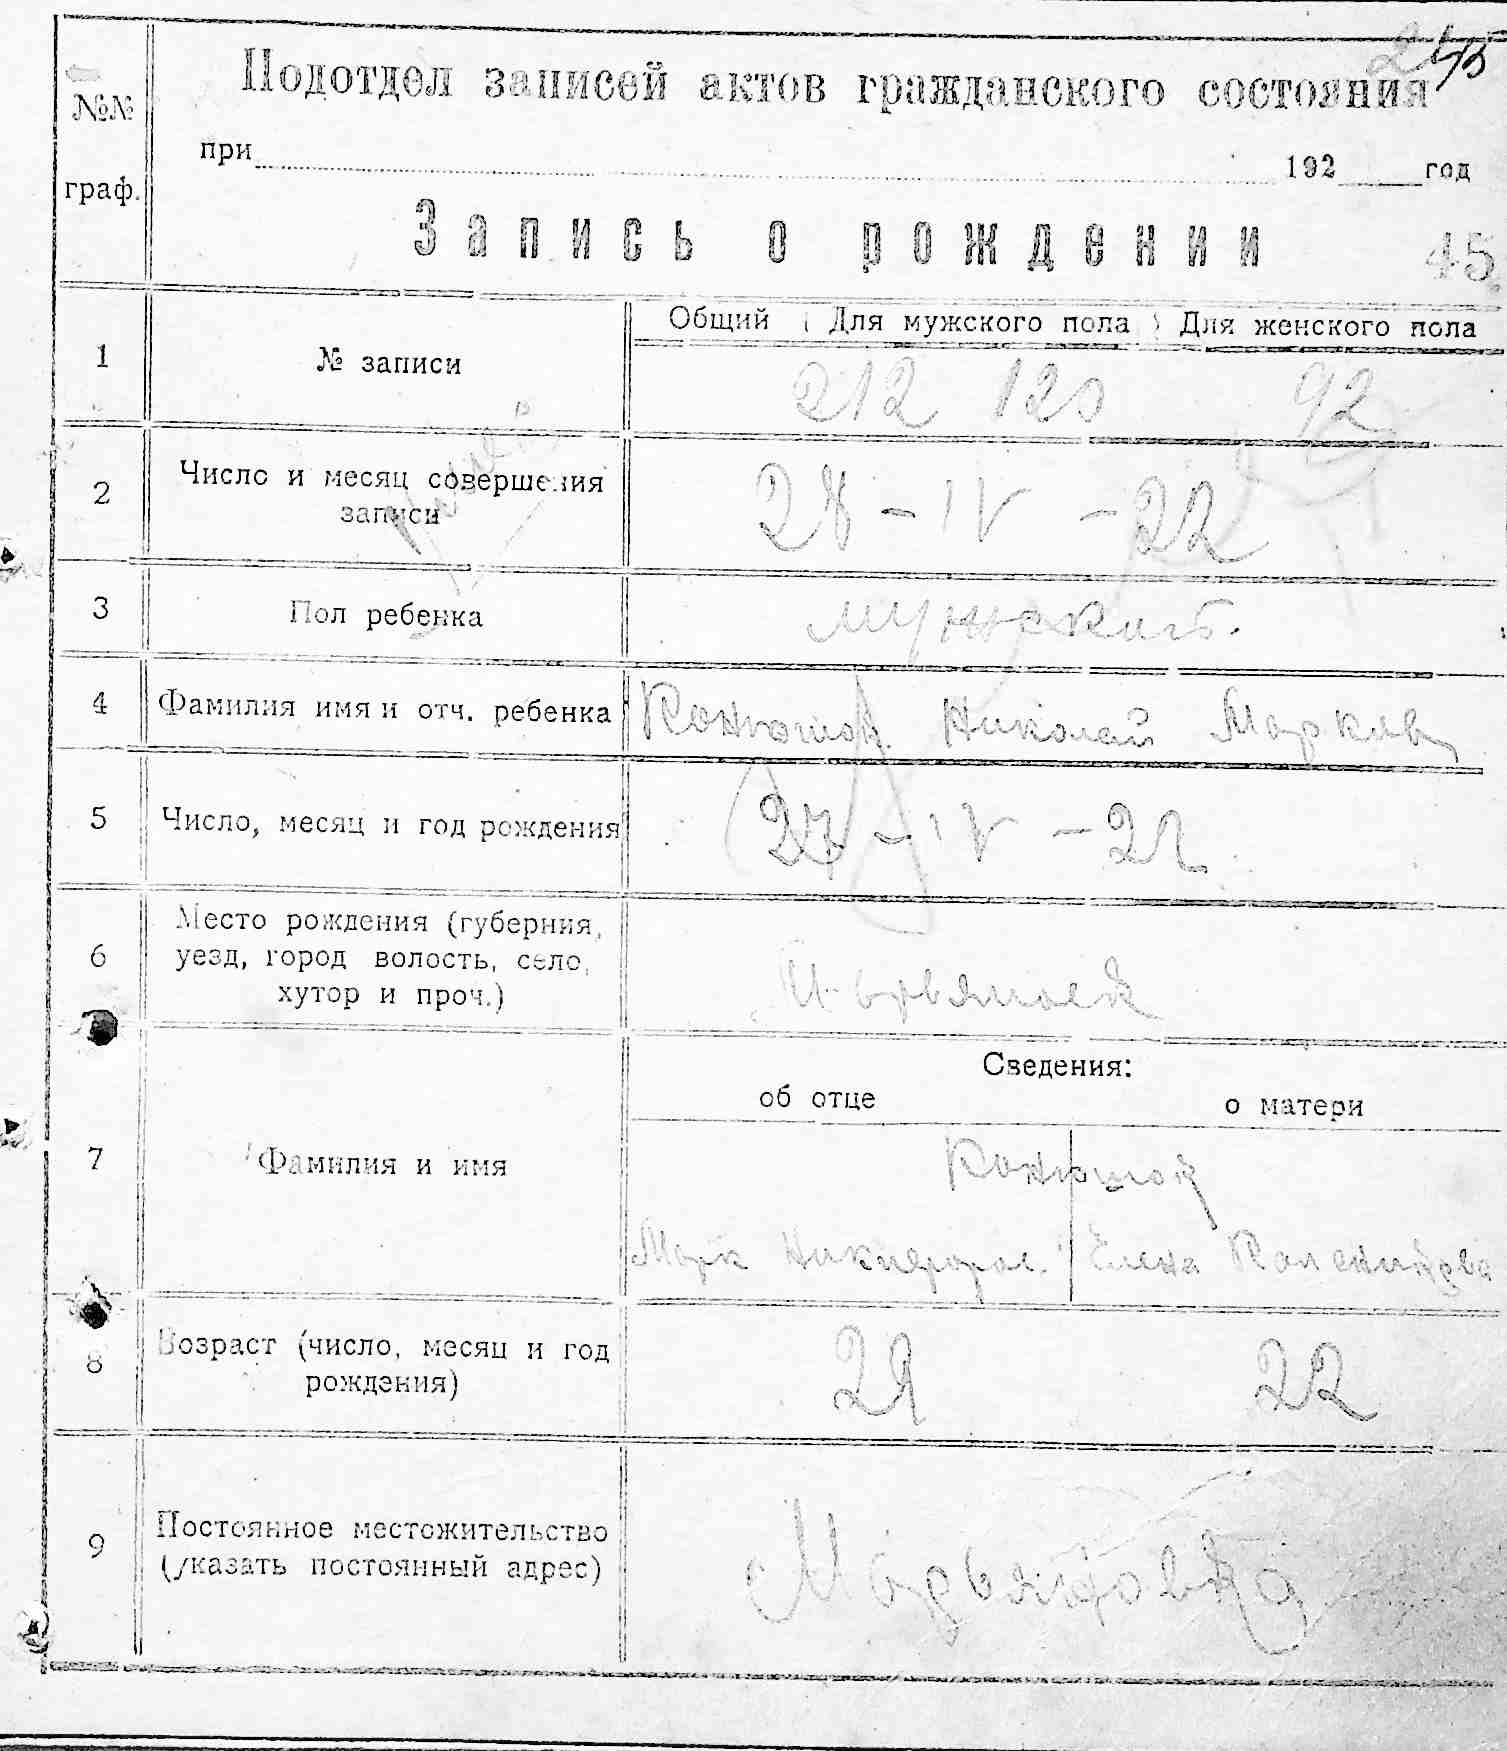 245
№№ граф.
Подотдел записей актов гражданского состояния
при 192 год
Запись о рождении
45
Общий Для мужского пола Для женского пола
1 № записи 212 120 92
2 Число и месяц совершения записи 28 - IV - 22
3 Пол ребенка мужской.
4 Фамилия имя и отч. ребенка Николай Марков
5 Число, месяц и год рождения 27 - IV - 22
6 Место рождения (губерния,
уезд, город волость, село,
хутор и проч.)
Сведения:
об отце о матери
7 Фамилия и имя
Марк Никифоров. Елена
8 Возраст (число, месяц и год
рождения) 29 22
9 Постоянное местожительство
(указать постоянный адрес)